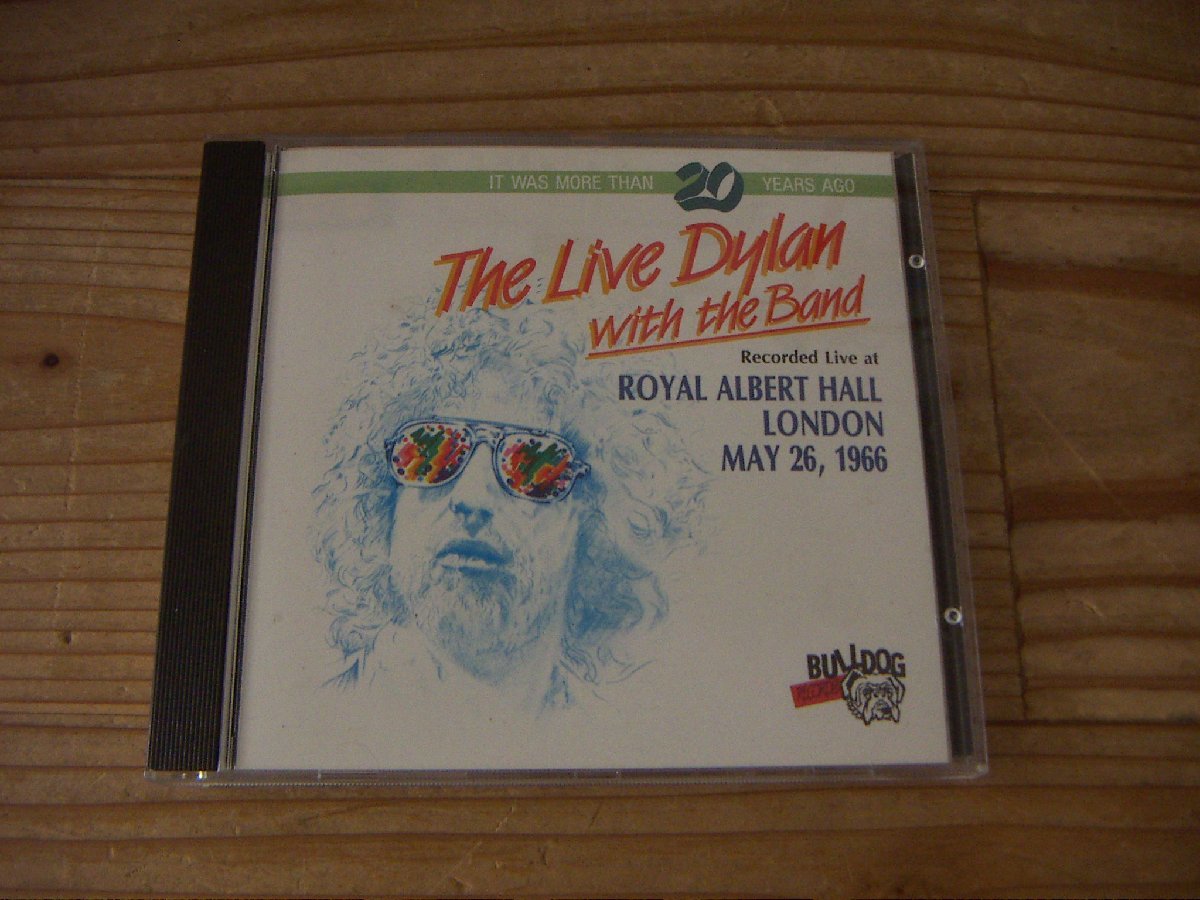 IT WAS MORE THAN 20 YEARS AGO
The Live Dylan
with the Band
Recorded Live at
ROYAL ALBERT HALL
LONDON
MAY 26, 1966
BULLDOG